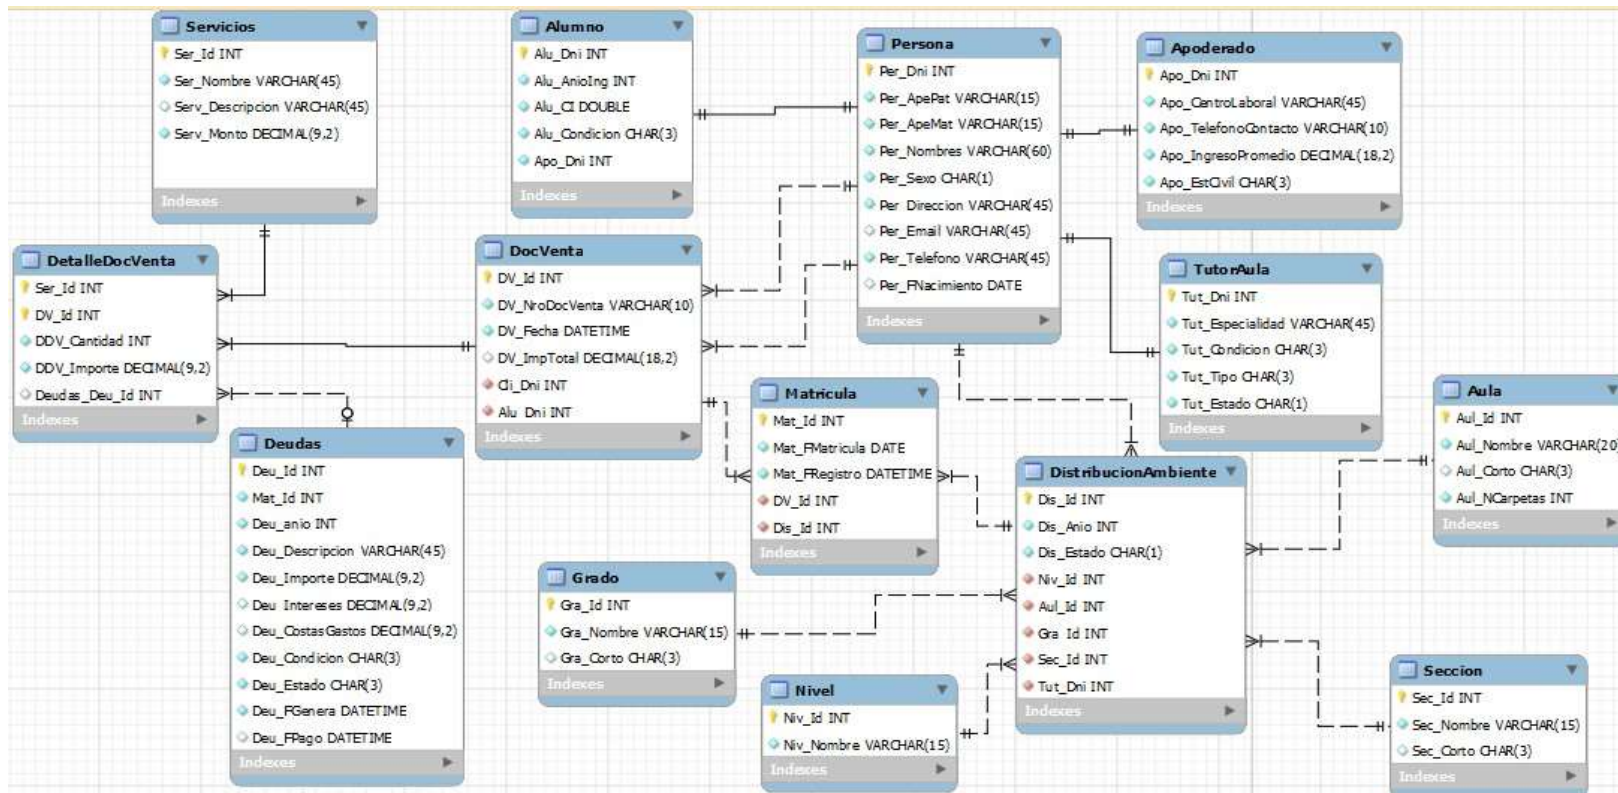 Servicios
Ser_Id INT
Ser_Nombre VARCHAR(45)
Serv_Descripcion VARCHAR(45)
Serv_Monto DECIMAL(9,2)
Indexes
Alumno
Alu_Dni INT
Alu_AnioIng INT
Alu_CI DOUBLE
Alu_Condicion CHAR(3)
Apo_Dni INT
Indexes
Persona
Per_Dni INT
Per_ApePat VARCHAR(15)
Per_ApeMat VARCHAR(15)
Per_Nombres VARCHAR(60)
Per_Sexo CHAR(1)
Per_Direccion VARCHAR(45)
Per_Email VARCHAR(45)
Per_Telefono VARCHAR(45)
Per_FNacimiento DATE
Indexes
Apoderado
Apo_Dni INT
Apo_CentroLaboral VARCHAR(45)
Apo_TelefonoContacto VARCHAR(10)
Apo_IngresoPromedio DECIMAL(18,2)
Apo_EstCivil CHAR(3)
Indexes
DetalleDocVenta
Ser_Id INT
DV_Id INT
DDV_Cantidad INT
DDV_Importe DECIMAL(9,2)
Deudas_Deu_Id INT
Indexes
DocVenta
DV_Id INT
DV_NroDocVenta VARCHAR(10)
DV_Fecha DATETIME
DV_ImpTotal DECIMAL(18,2)
Cli_Dni INT
Alu_Dni INT
Indexes
TutorAula
Tut_Dni INT
Tut_Especialidad VARCHAR(45)
Tut_Condicion CHAR(3)
Tut_Tipo CHAR(3)
Tut_Estado CHAR(1)
Indexes
Matricula
Mat_Id INT
Mat_FMatricula DATE
Mat_FRegistro DATETIME
DV_Id INT
Dis_Id INT
Indexes
Aula
Aul_Id INT
Aul_Nombre VARCHAR(20)
Aul_Corto CHAR(3)
Aul_NCarpetas INT
Indexes
Deudas
Deu_Id INT
Mat_Id INT
Deu_anio INT
Deu_Descripcion VARCHAR(45)
Deu_Importe DECIMAL(9,2)
Deu_Intereses DECIMAL(9,2)
Deu_CostasGastos DECIMAL(9,2)
Deu_Condicion CHAR(3)
Deu_Estado CHAR(3)
Deu_FGenera DATETIME
Deu_FPago DATETIME
Indexes
DistribucionAmbiente
Dis_Id INT
Dis_Anio INT
Dis_Estado CHAR(1)
Niv_Id INT
Aul_Id INT
Gra_Id INT
Sec_Id INT
Tut_Dni INT
Indexes
Grado
Gra_Id INT
Gra_Nombre VARCHAR(15)
Gra_Corto CHAR(3)
Indexes
Nivel
Niv_Id INT
Niv_Nombre VARCHAR(15)
Indexes
Seccion
Sec_Id INT
Sec_Nombre VARCHAR(15)
Sec_Corto CHAR(3)
Indexes